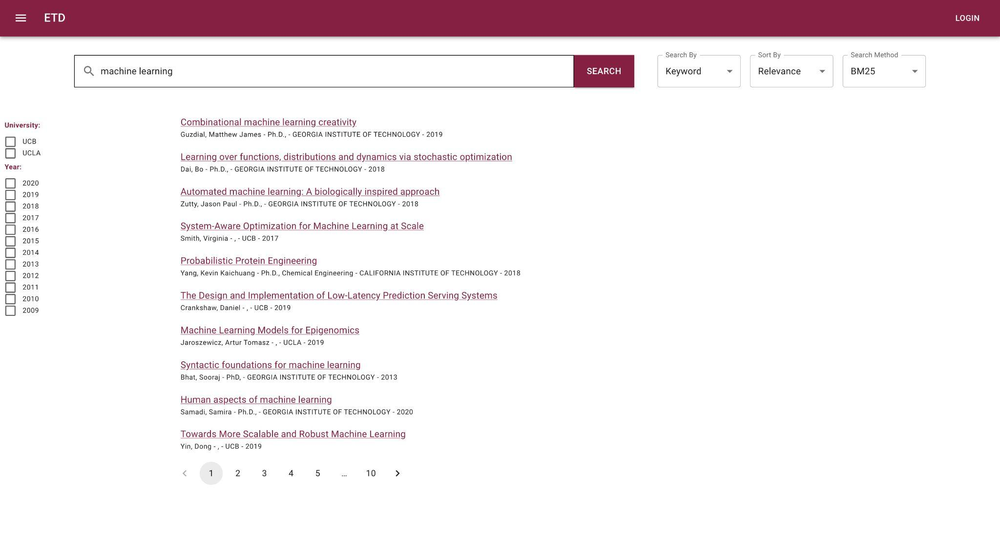 ETD
LOGIN
machine learning
SEARCH
Search By
Keyword
Sort By
Relevance
Search Method
BM25
University:
UCB
UCLA
Year:
2020
2019
2018
2017
2016
2015
2014
2013
2012
2011
2010
2009
Combinational machine learning creativity
Guzdial, Matthew James - Ph.D., - GEORGIA INSTITUTE OF TECHNOLOGY - 2019
Learning over functions, distributions and dynamics via stochastic optimization
Dai, Bo - Ph.D., - GEORGIA INSTITUTE OF TECHNOLOGY - 2018
Automated machine learning: A biologically inspired approach
Zutty, Jason Paul - Ph.D., - GEORGIA INSTITUTE OF TECHNOLOGY - 2018
System-Aware Optimization for Machine Learning at Scale
Smith, Virginia - , - UCB - 2017
Probabilistic Protein Engineering
Yang, Kevin Kaichuang - Ph.D., Chemical Engineering - CALIFORNIA INSTITUTE OF TECHNOLOGY - 2018
The Design and Implementation of Low-Latency Prediction Serving Systems
Crankshaw, Daniel - , - UCB - 2019
Machine Learning Models for Epigenomics
Jaroszewicz, Artur Tomasz - , - UCLA - 2019
Syntactic foundations for machine learning
Bhat, Sooraj - PhD, - GEORGIA INSTITUTE OF TECHNOLOGY - 2013
Human aspects of machine learning
Samadi, Samira - Ph.D., - GEORGIA INSTITUTE OF TECHNOLOGY - 2020
Towards More Scalable and Robust Machine Learning
Yin, Dong - , - UCB - 2019
1 2 3 4 5 ... 10